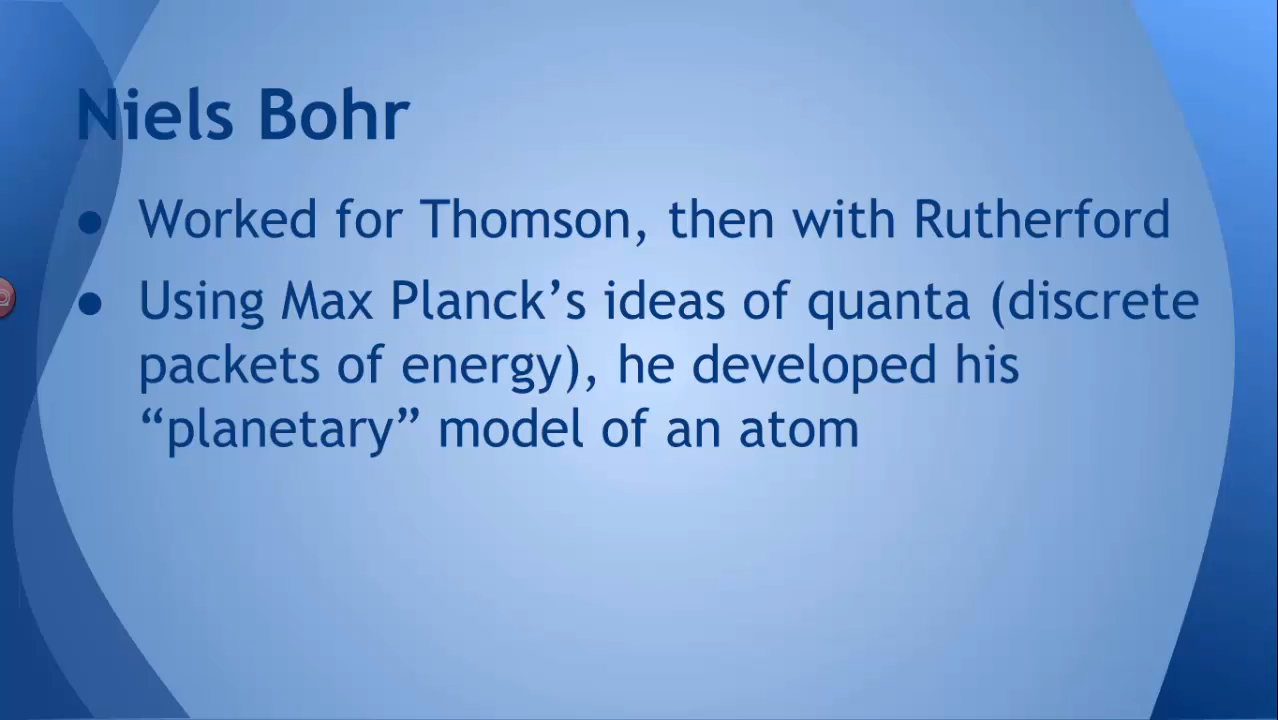 Niels Bohr
● Worked for Thomson, then with Rutherford
● Using Max Planck’s ideas of quanta (discrete
packets of energy), he developed his
“planetary” model of an atom